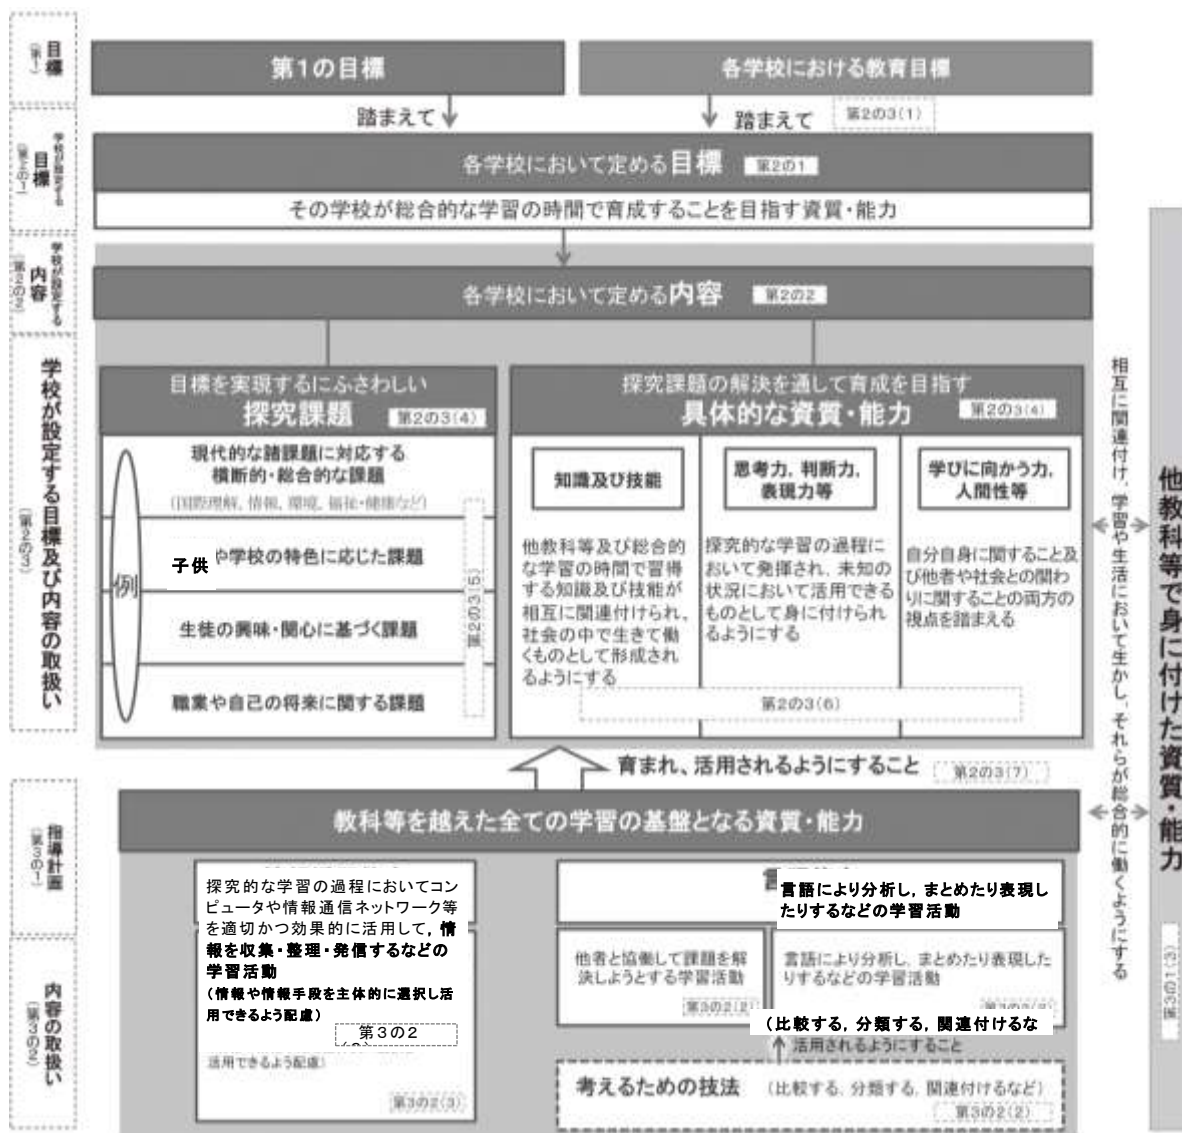 目標
(第1)
第1の目標
各学校における教育目標
踏まえて
踏まえて
第2の3(1)
学校が設定する
目標
(第2の1)
各学校において定める目標 第2の1
その学校が総合的な学習の時間で育成することを目指す資質・能力
学校が設定する
内容
(第2の2)
各学校において定める内容 第2の2
学校が設定する目標及び内容の取扱い
(第2の3)
目標を実現するにふさわしい
探究課題 第2の3(4)
例
現代的な諸課題に対応する
横断的・総合的な課題
(国際理解, 情報, 環境, 福祉・健康など)
子供
や学校の特色に応じた課題
生徒の興味・関心に基づく課題
職業や自己の将来に関する課題
第2の3(5)
探究課題の解決を通して育成を目指す
具体的な資質・能力 第2の3(4)
知識及び技能
他教科等及び総合的
な学習の時間で習得
する知識及び技能が
相互に関連付けられ,
社会の中で生きて働
くものとして形成され
るようにする
思考力, 判断力,
表現力等
探究的な学習の過程に
おいて発揮され, 未知の
状況において活用できる
ものとして身に付けられ
るようにする
学びに向かう力,
人間性等
自分自身に関すること及
び他者や社会との関わ
りに関することの両方の
視点を踏まえる
第2の3(6)
育まれ、活用されるようにすること 第2の3(7)
指導計画
(第3の1)
内容の取扱い
(第3の2)
教科等を越えた全ての学習の基盤となる資質・能力
探究的な学習の過程においてコン
ピュータや情報通信ネットワーク等
を適切かつ効果的に活用して, 情
報を収集・整理・発信するなどの
学習活動
(情報や情報手段を主体的に選択し活
用できるよう配慮)
第3の2
活用できるよう配慮)
第3の2(3)
言語により分析し, まとめたり表現し
たりするなどの学習活動
他者と協働して課題を解
決しようとする学習活動
第3の2(2)
言語により分析し, まとめたり表現し
たりするなどの学習活動
(比較する, 分類する, 関連付けるな
活用されるようにすること
考えるための技法 (比較する, 分類する, 関連付けるなど)
第3の2(2)
相互に関連付け, 学習や生活において生かし, それらが総合的に働くようにする
他教科等で身に付けた資質・能力
第3の1(3)